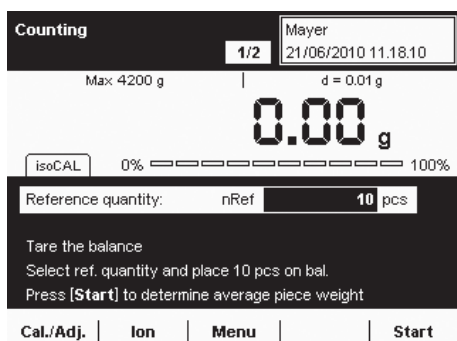 Counting
1/2
Mayer
21/06/2010 11.18.10
Max 4200 g
d = 0.01 g
0.00 g
isoCAL
0%
100%
Reference quantity: nRef 10 pcs
Tare the balance
Select ref. quantity and place 10 pcs on bal.
Press [Start] to determine average piece weight
Cal./Adj. Ion Menu Start